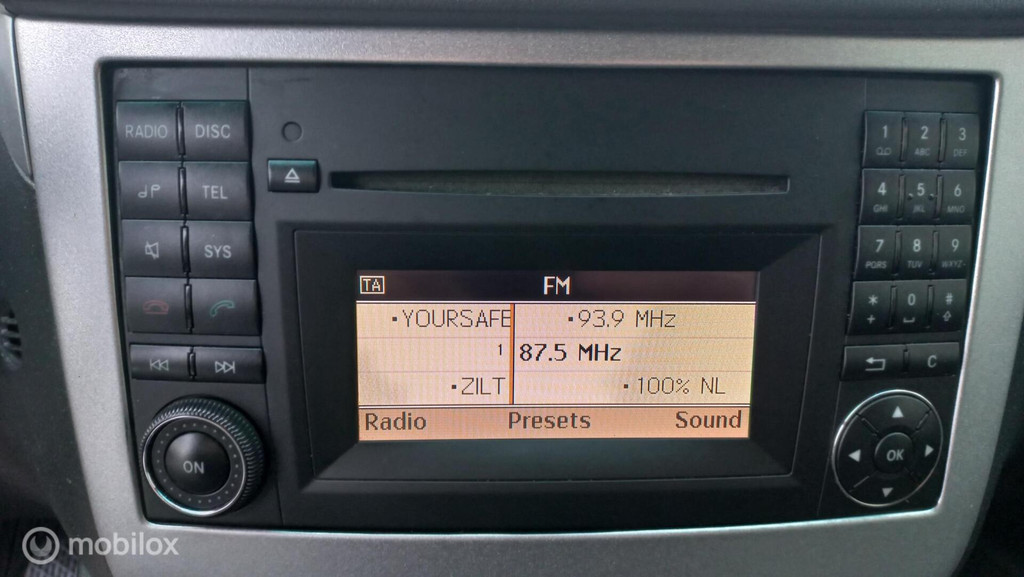 RADIO DISC
TEL
SYS
ON
TA FM
•YOURSAFE •93.9 MHz
1 87.5 MHz
•ZILT •100% NL
Radio Presets Sound
1 2 3
ABC DEF
4 5 6
GHI JKL MNO
7 8 9
PQRS TUV WXYZ
* 0 #
+
C
OK
mobilox